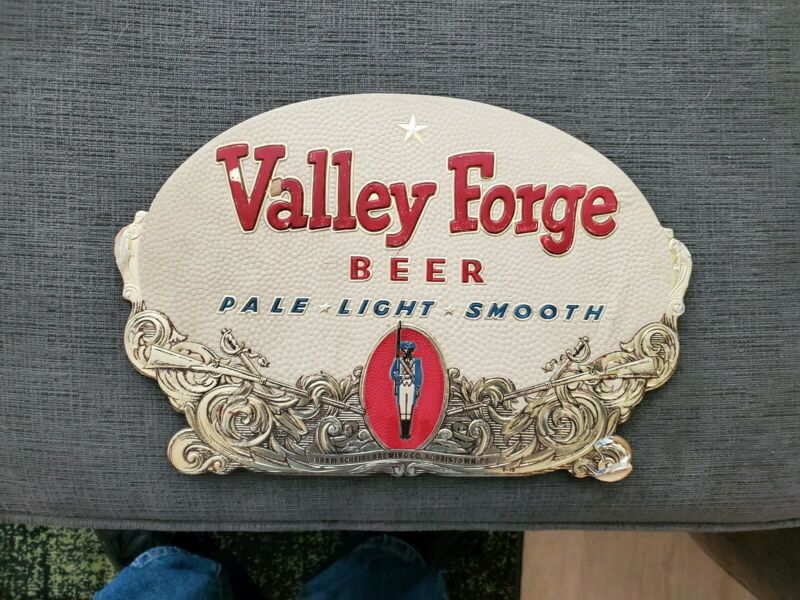 Valley Forge
BEER
PALE ★ LIGHT ★ SMOOTH
ADAM SCHEIDT BREWING CO. NORRISTOWN, PA.